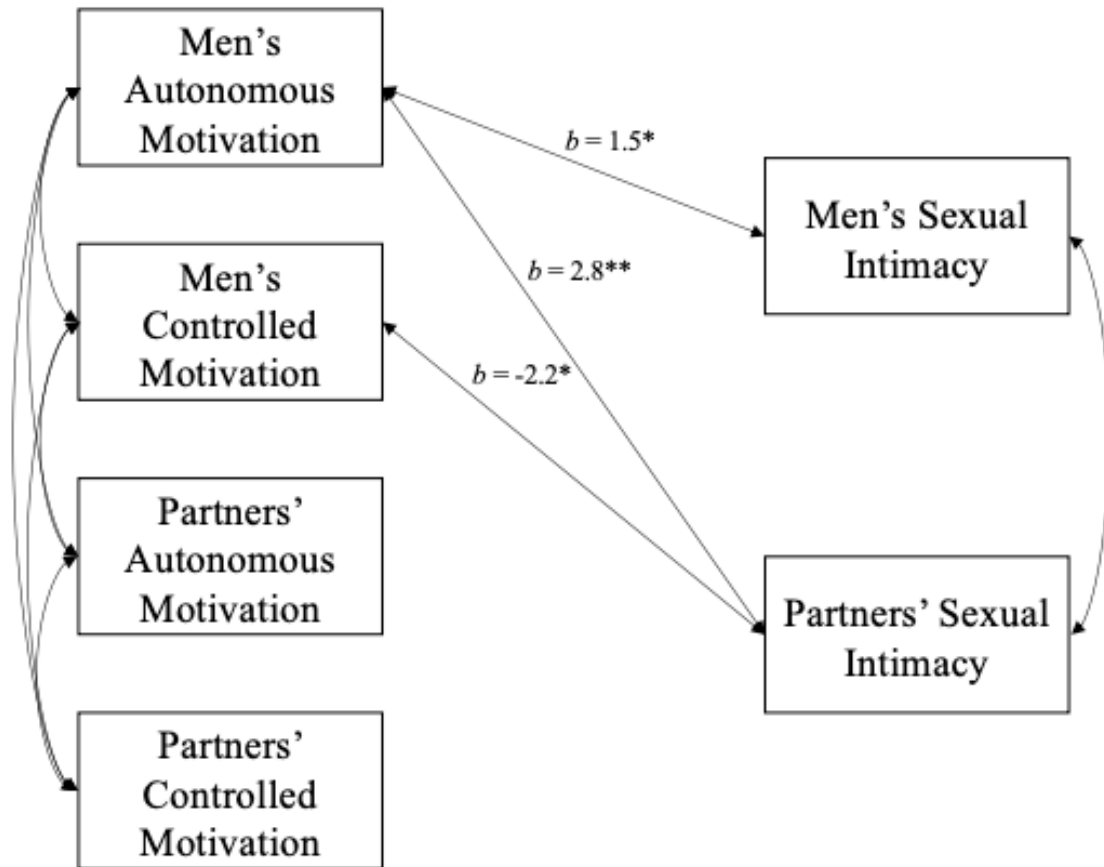 Men's
Autonomous
Motivation
b = 1.5*
Men's Sexual
Intimacy
Men's
Controlled
Motivation
b = 2.8**
b = -2.2*
Partners'
Autonomous
Motivation
Partners' Sexual
Intimacy
Partners'
Controlled
Motivation